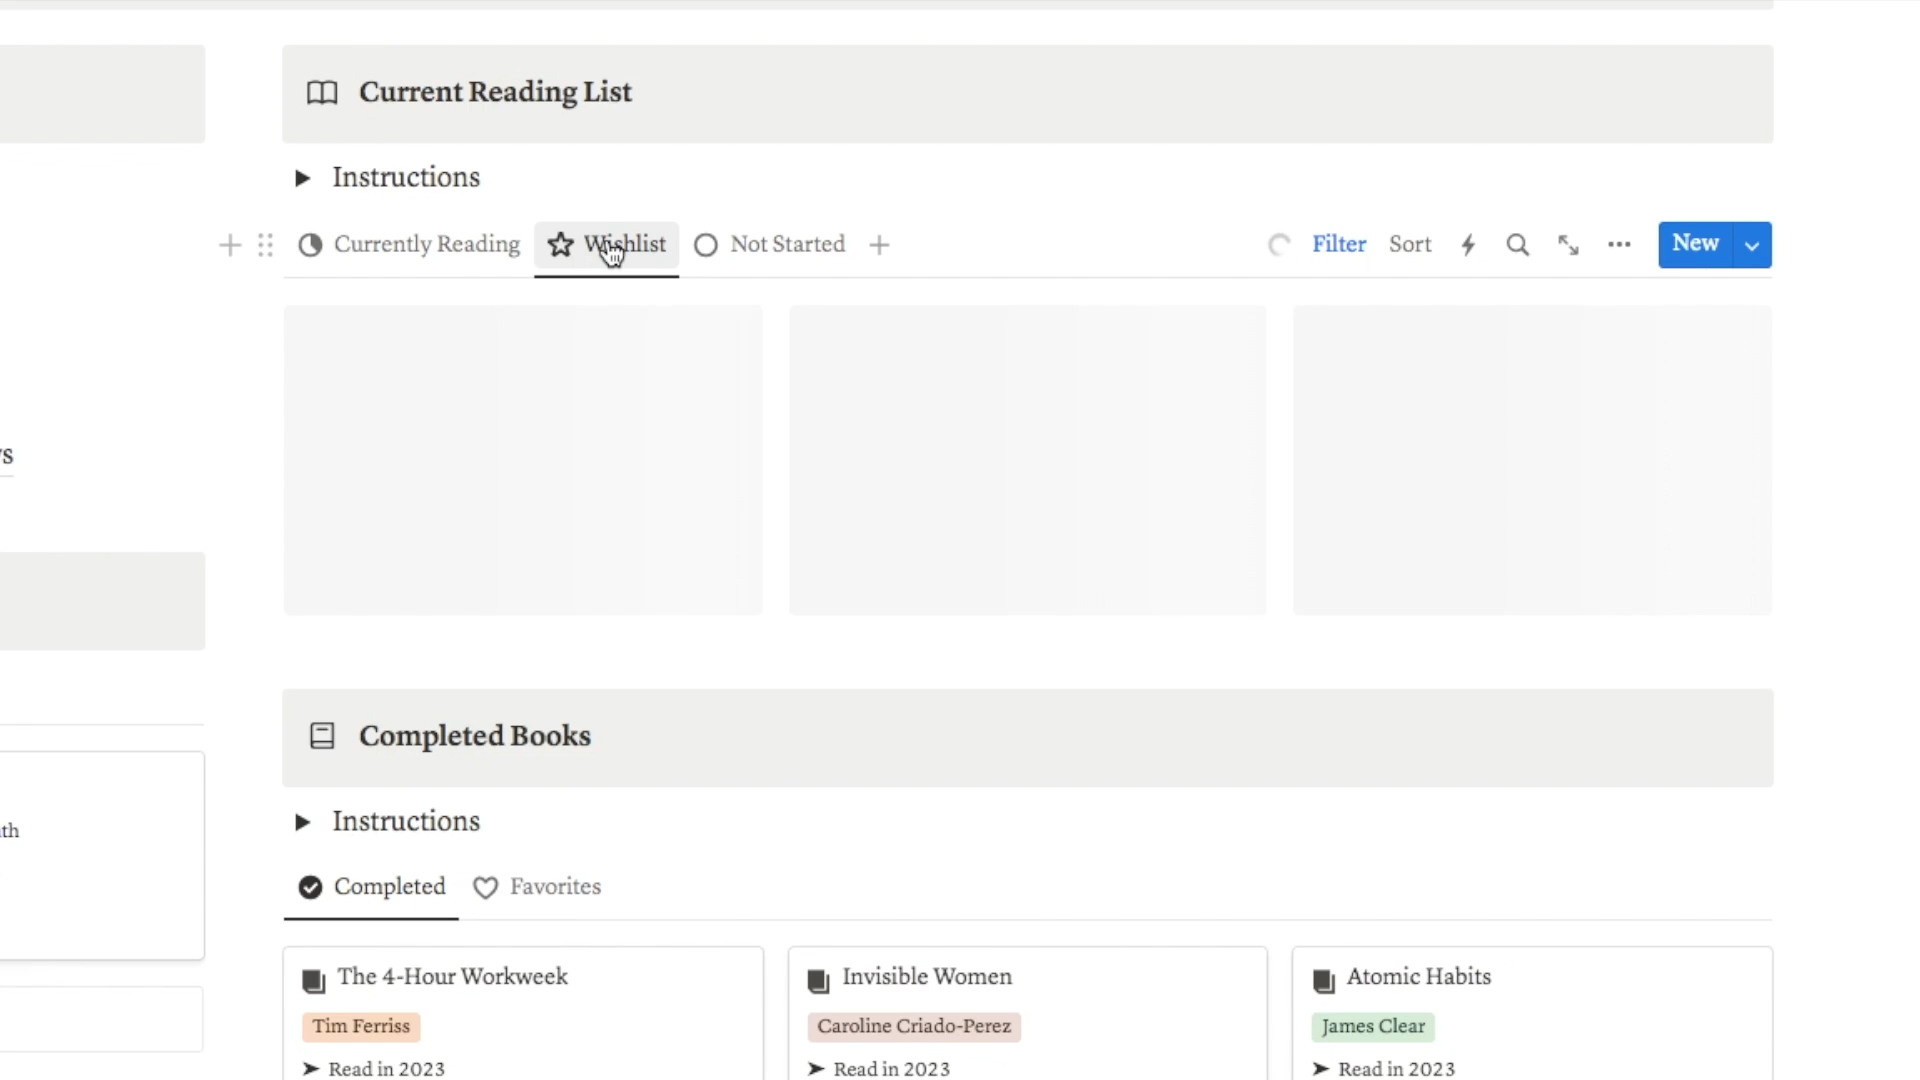 Current Reading List
Instructions
Currently Reading Wishlist Not Started Filter Sort New
Completed Books
Instructions
Completed Favorites
The 4-Hour Workweek
Tim Ferriss
➤ Read in 2023
Invisible Women
Caroline Criado-Perez
➤ Read in 2023
Atomic Habits
James Clear
➤ Read in 2023